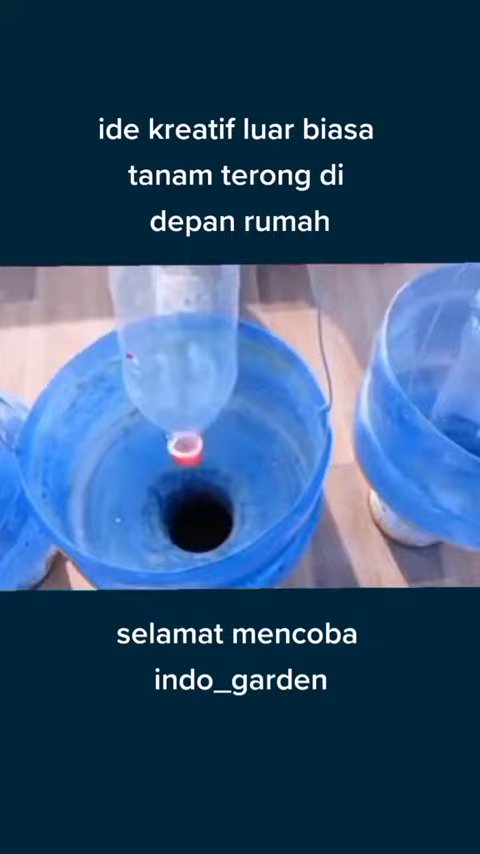 ide kreatif luar biasa
tanam terong di
depan rumah
selamat mencoba
indo_garden